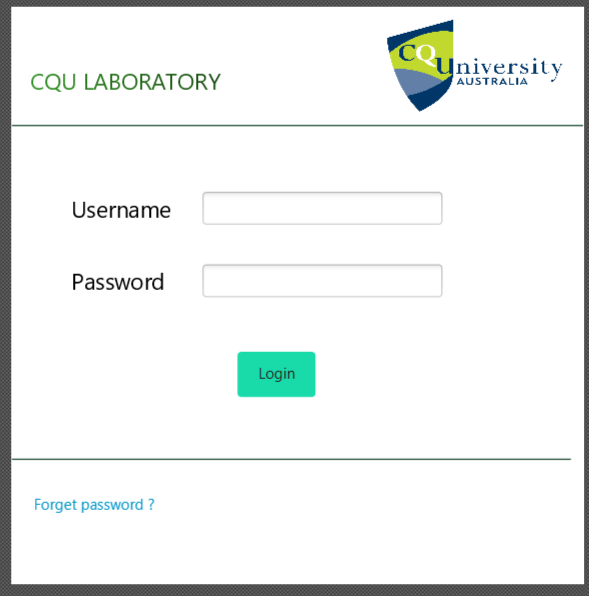 CQU LABORATORY
CQUniversity
AUSTRALIA
Username
Password
Login
Forget password ?